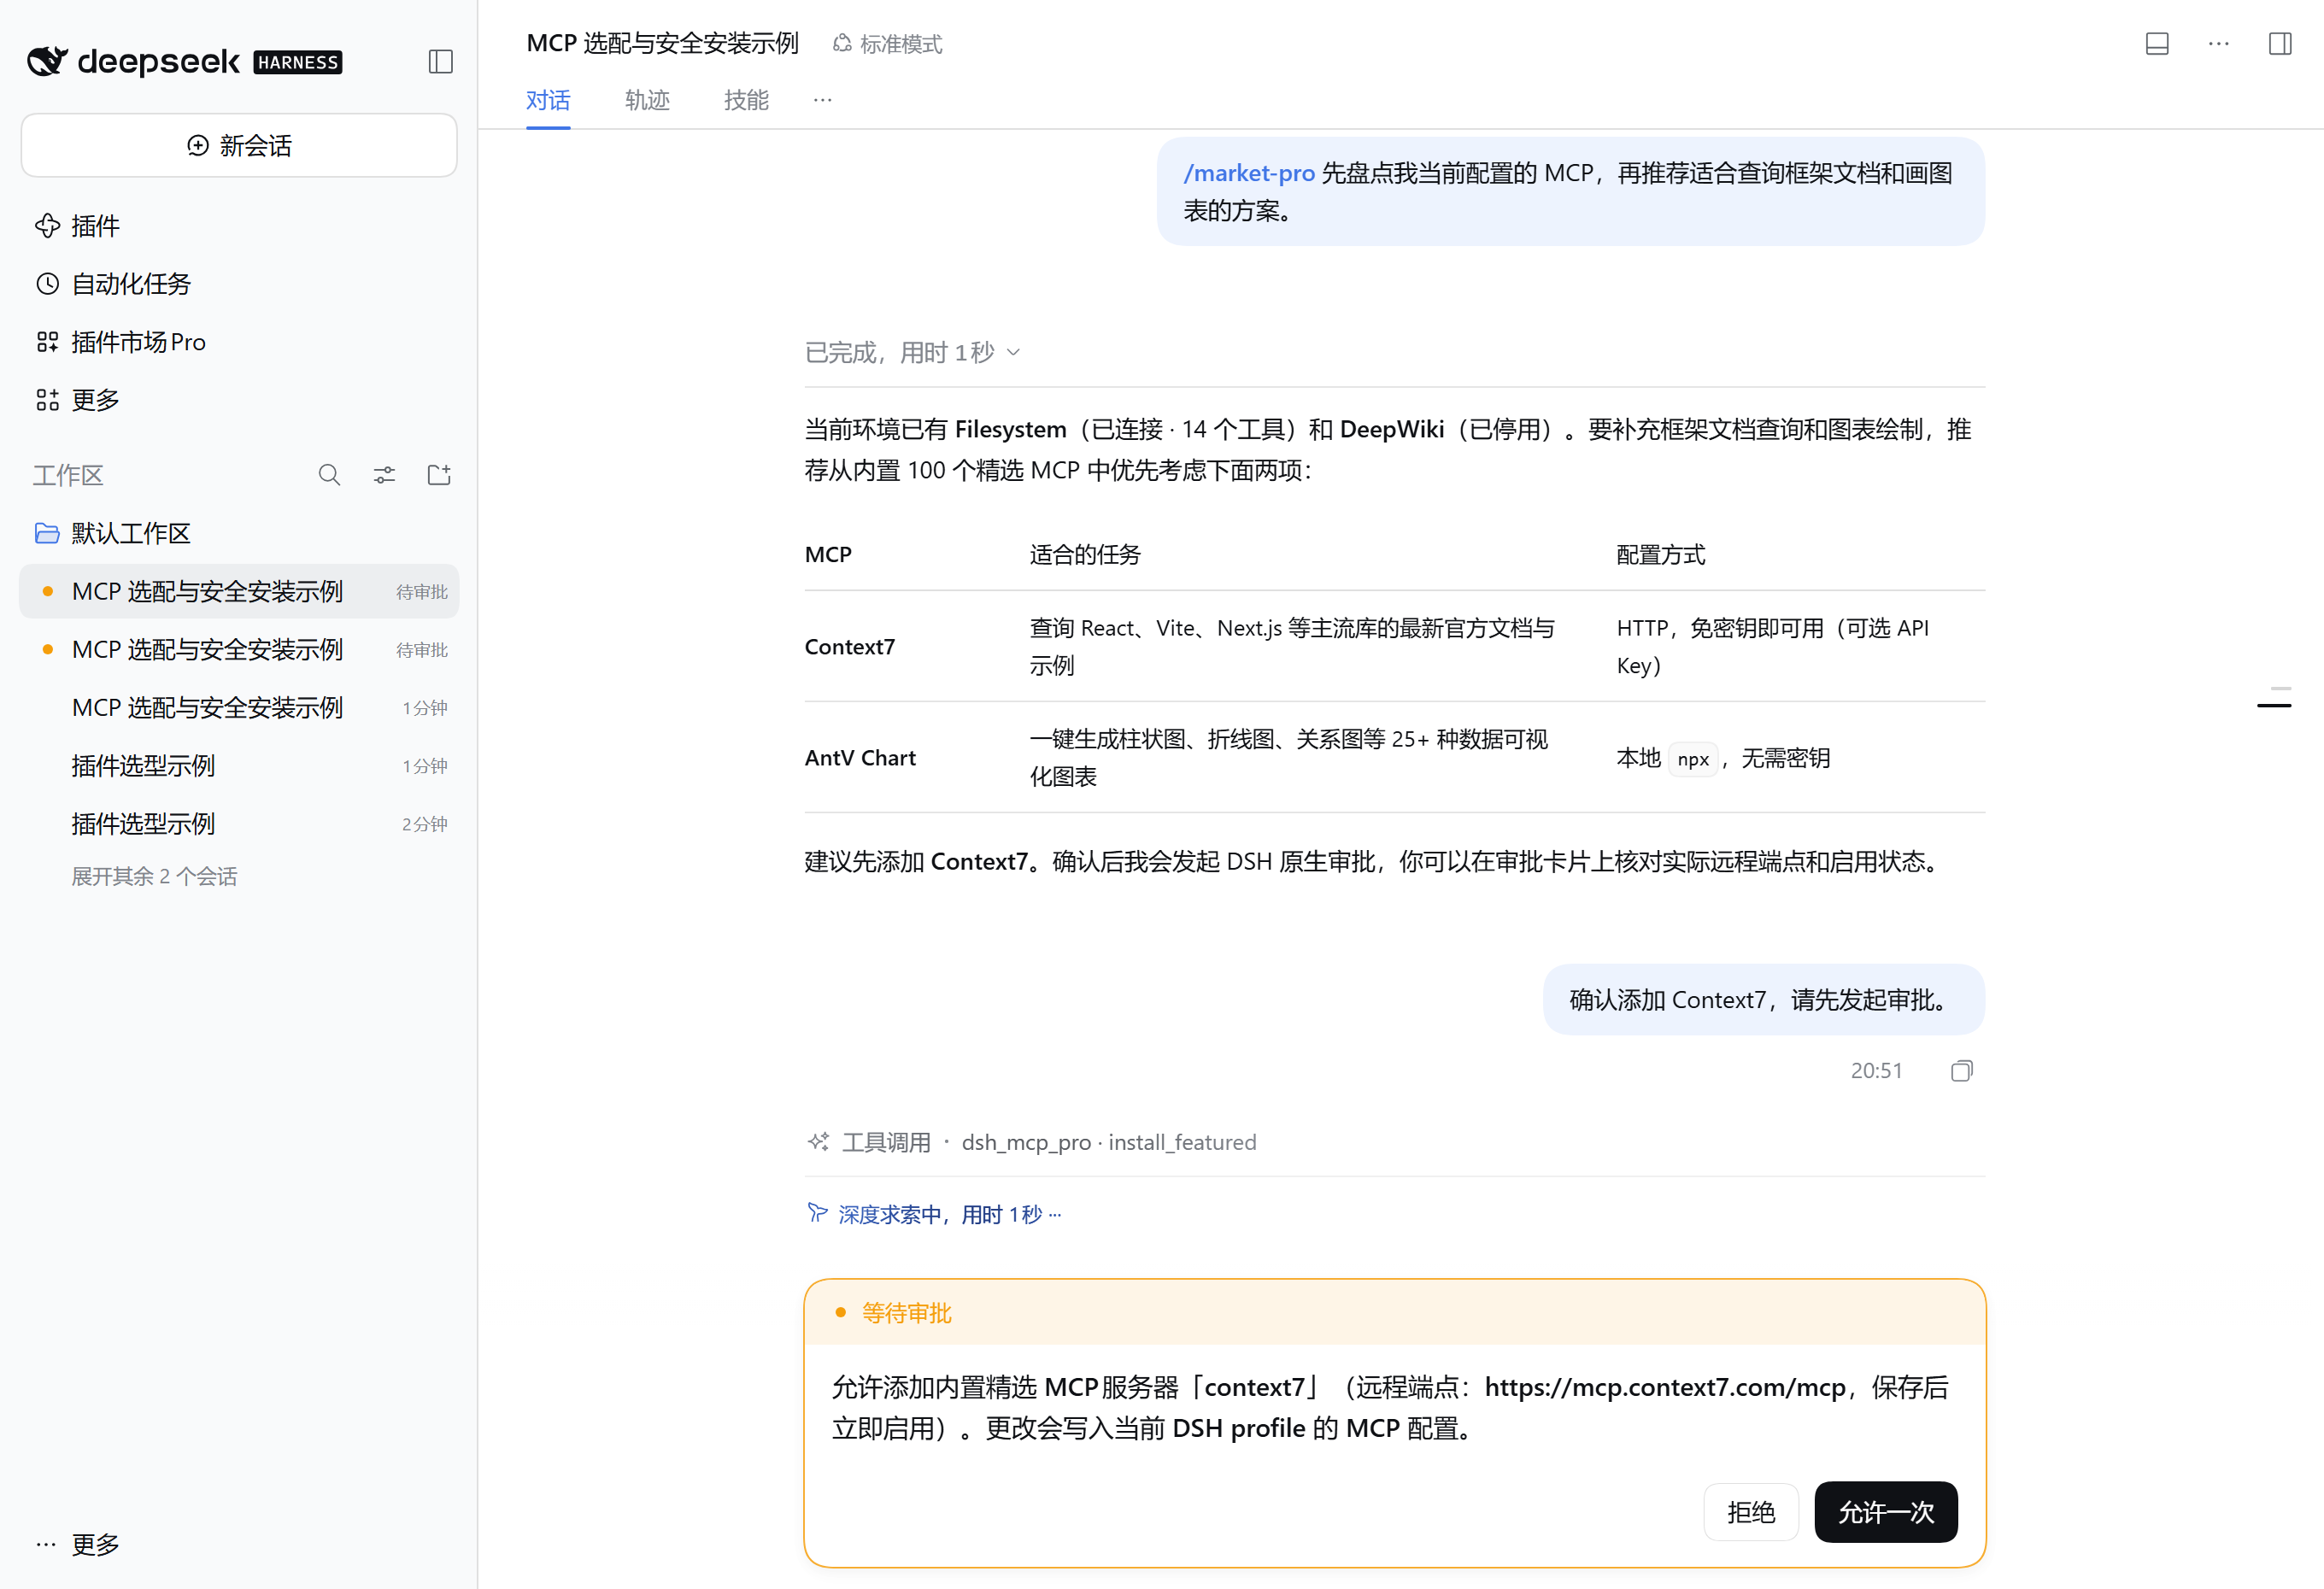 deepseek HARNESS
新会话
插件
自动化任务
插件市场Pro
更多
工作区
默认工作区
MCP 选配与安全安装示例 待审批
MCP 选配与安全安装示例 待审批
MCP 选配与安全安装示例 1分钟
插件选型示例 1分钟
插件选型示例 2分钟
展开其余 2 个会话
更多
MCP 选配与安全安装示例 标准模式
对话 轨迹 技能
/market-pro 先盘点我当前配置的 MCP，再推荐适合查询框架文档和画图
表的方案。
已完成，用时 1秒
当前环境已有 Filesystem（已连接 · 14 个工具）和 DeepWiki（已停用）。要补充框架文档查询和图表绘制，推
荐从内置 100 个精选 MCP 中优先考虑下面两项：
MCP 适合的任务 配置方式
Context7 查询 React、Vite、Next.js 等主流库的最新官方文档与
示例
HTTP，免密钥即可用（可选 API
Key）
AntV Chart 一键生成柱状图、折线图、关系图等 25+ 种数据可视
化图表
本地 npx ，无需密钥
建议先添加 Context7。确认后我会发起 DSH 原生审批，你可以在审批卡片上核对实际远程端点和启用状态。
确认添加 Context7，请先发起审批。
20:51
工具调用 · dsh_mcp_pro · install_featured
深度求索中，用时 1秒 ···
等待审批
允许添加内置精选 MCP服务器「context7」（远程端点：https://mcp.context7.com/mcp，保存后
立即启用）。更改会写入当前 DSH profile 的 MCP 配置。
拒绝 允许一次